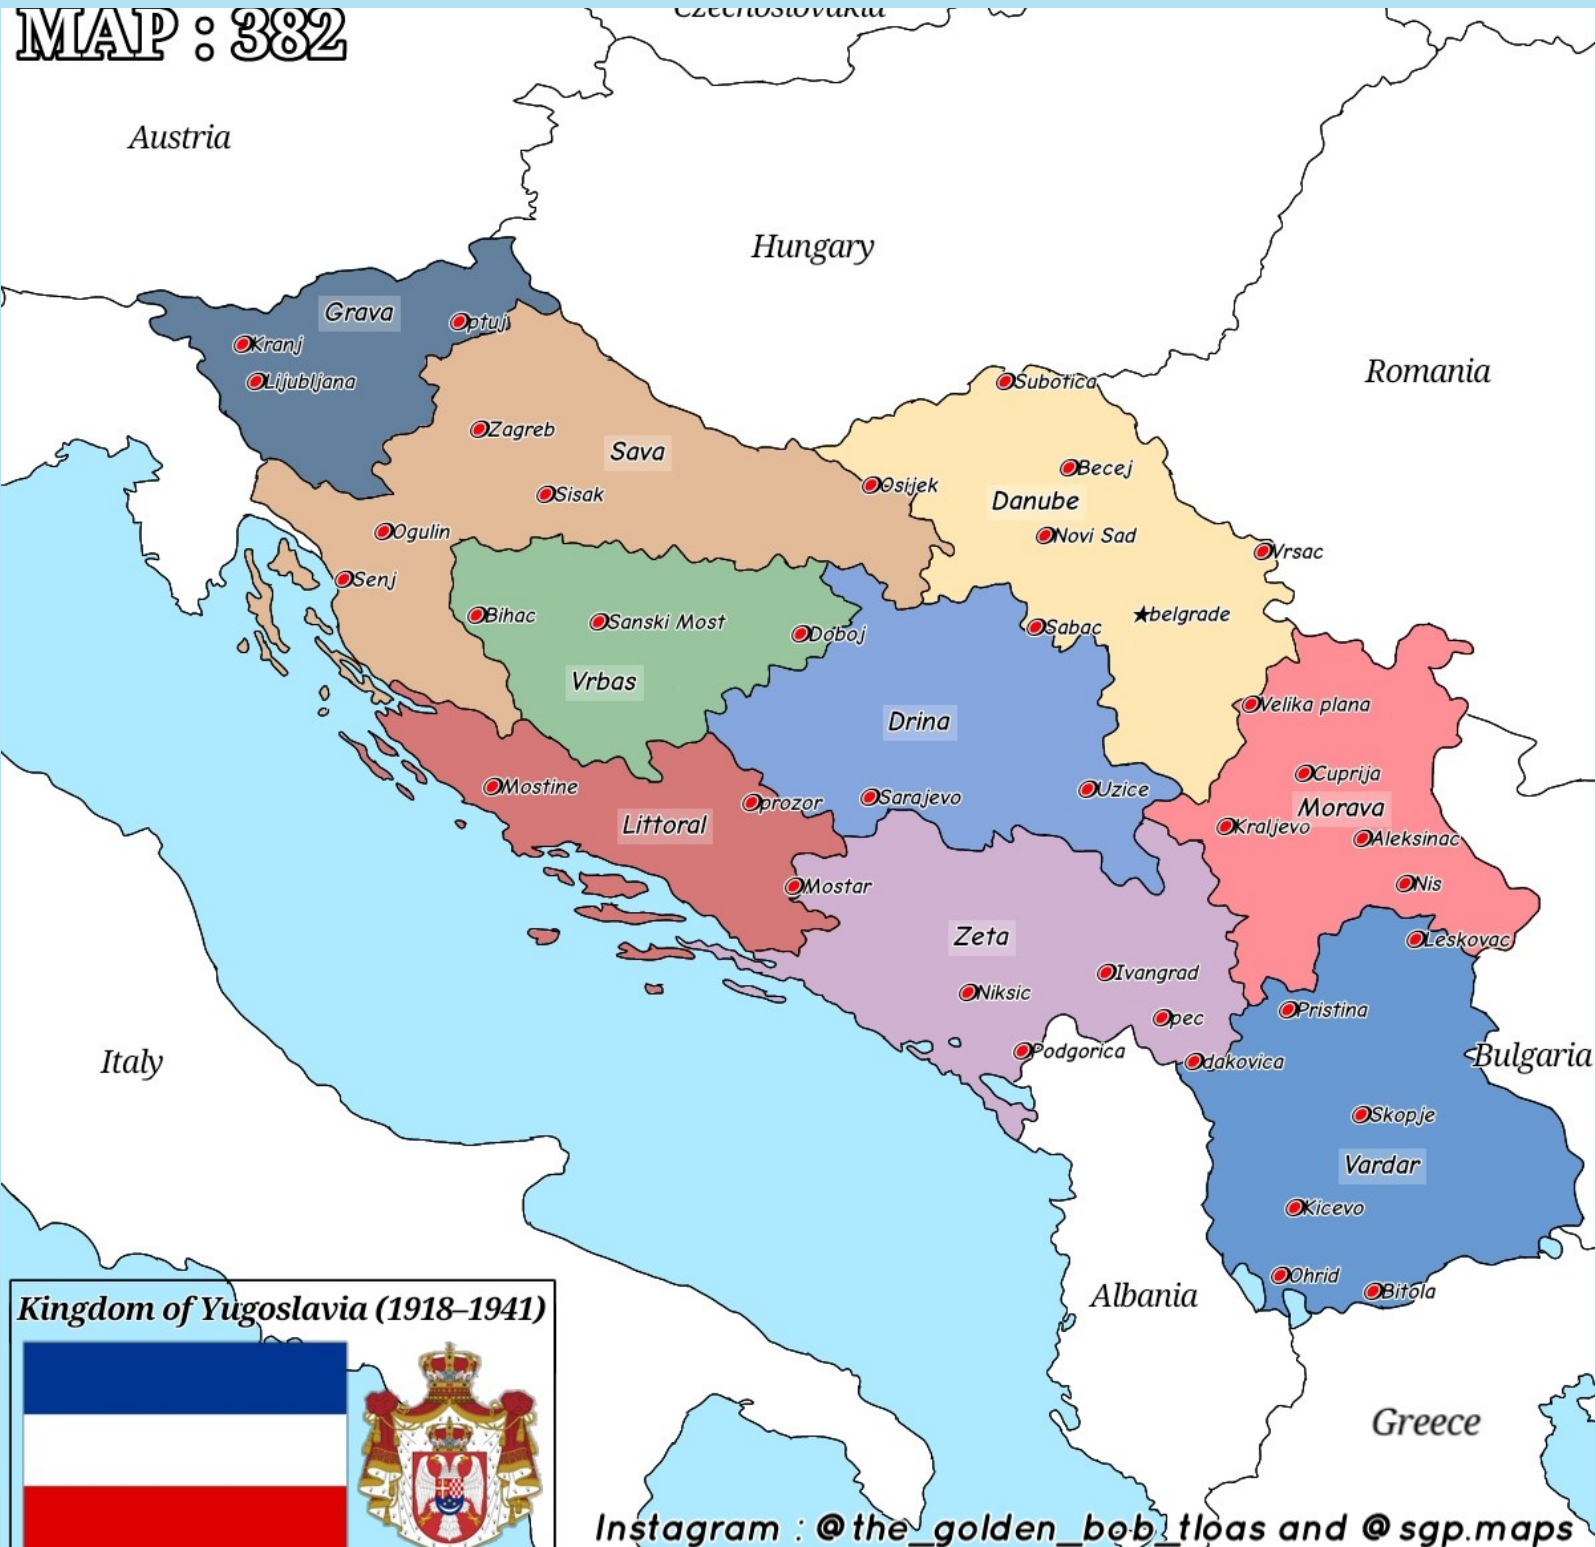 Czechoslovakia
MAP : 382
Austria
Hungary
Grava
ptuj
Kranj
Romania
Lijubljana
Subotica
Zagreb
Sava
Becej
Osijek
Sisak
Danube
Ogulin
Novi Sad
Vrsac
Senj
Bihac
Sanski Most
belgrade
Doboj
Sabac
Vrbas
Velika plana
Drina
Cuprija
Mostine
Uzice
prozor
Sarajevo
Morava
Littoral
Kraljevo
Aleksinac
Mostar
Nis
Zeta
Leskovac
Ivangrad
Niksic
Pristina
pec
Podgorica
Bulgaria
Italy
dakovica
Skopje
Vardar
Kicevo
Ohrid
Bitola
Albania
Kingdom of Yugoslavia (1918–1941)
Greece
Instagram : @the_golden_bob_tloas and @sgp.maps